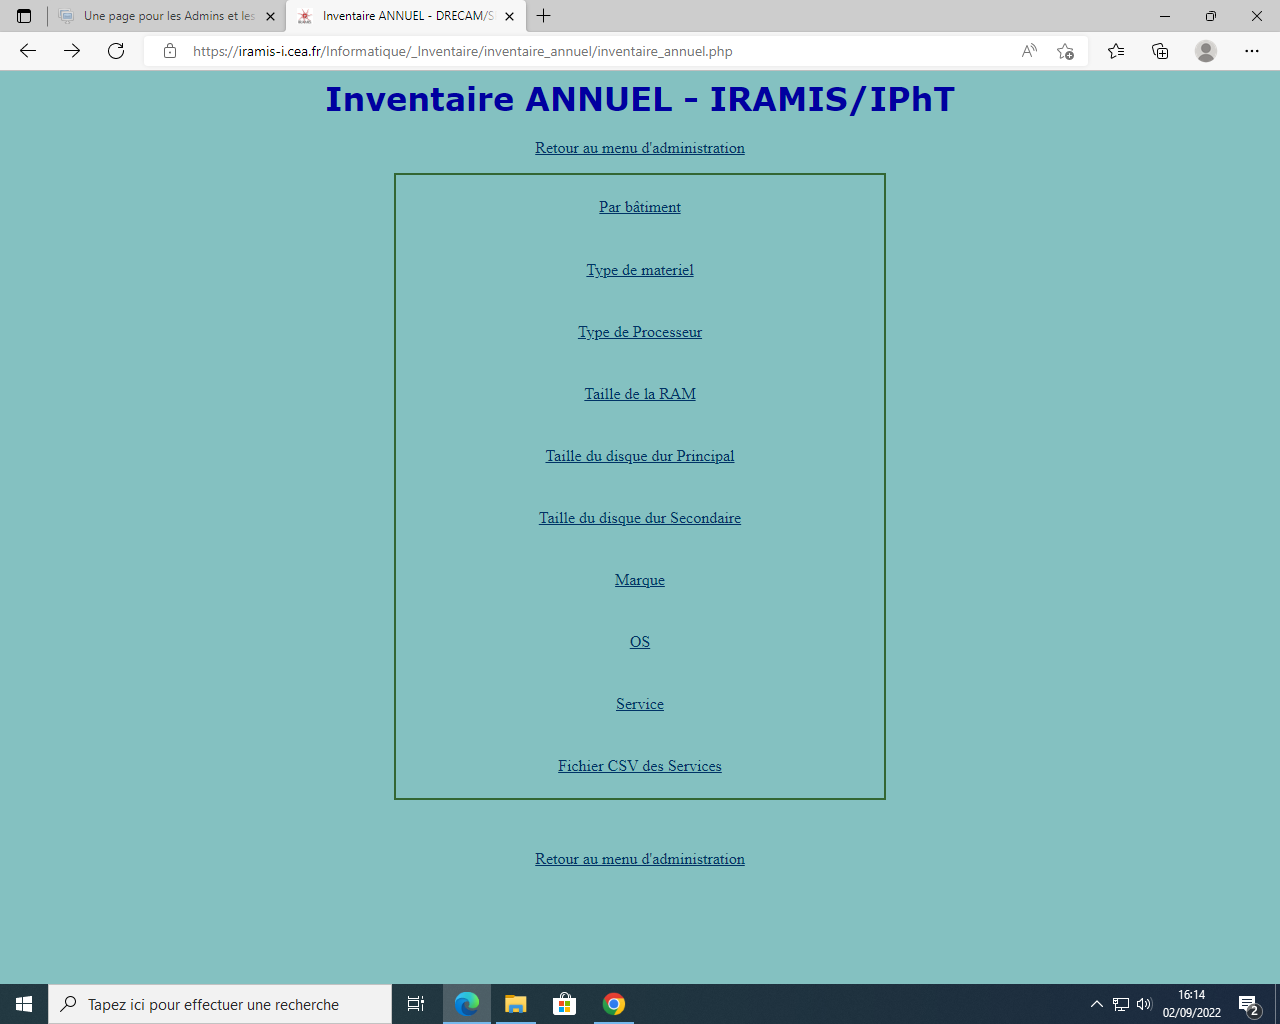 Une page pour les Admins et les
Inventaire ANNUEL - DRECAM/S
https://iramis-i.cea.fr/Informatique/_Inventaire/inventaire_annuel/inventaire_annuel.php
Inventaire ANNUEL - IRAMIS/IPhT
Retour au menu d'administration
Par bâtiment
Type de materiel
Type de Processeur
Taille de la RAM
Taille du disque dur Principal
Taille du disque dur Secondaire
Marque
OS
Service
Fichier CSV des Services
Retour au menu d'administration
Tapez ici pour effectuer une recherche
16:14
02/09/2022
2